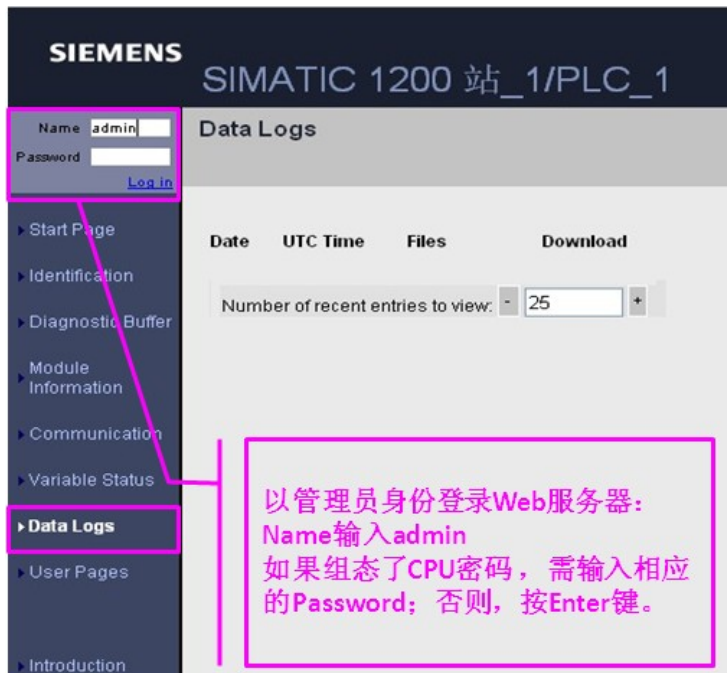 SIEMENS
SIMATIC 1200 站_1/PLC_1
Name admin
Password
Log in
Data Logs
Start Page
Identification
Diagnostic Buffer
Module
Information
Communication
Variable Status
Data Logs
User Pages
Introduction
Date UTC Time Files Download
Number of recent entries to view: - 25 +
以管理员身份登录Web服务器：
Name输入admin
如果组态了CPU密码，需输入相应
的Password；否则，按Enter键。